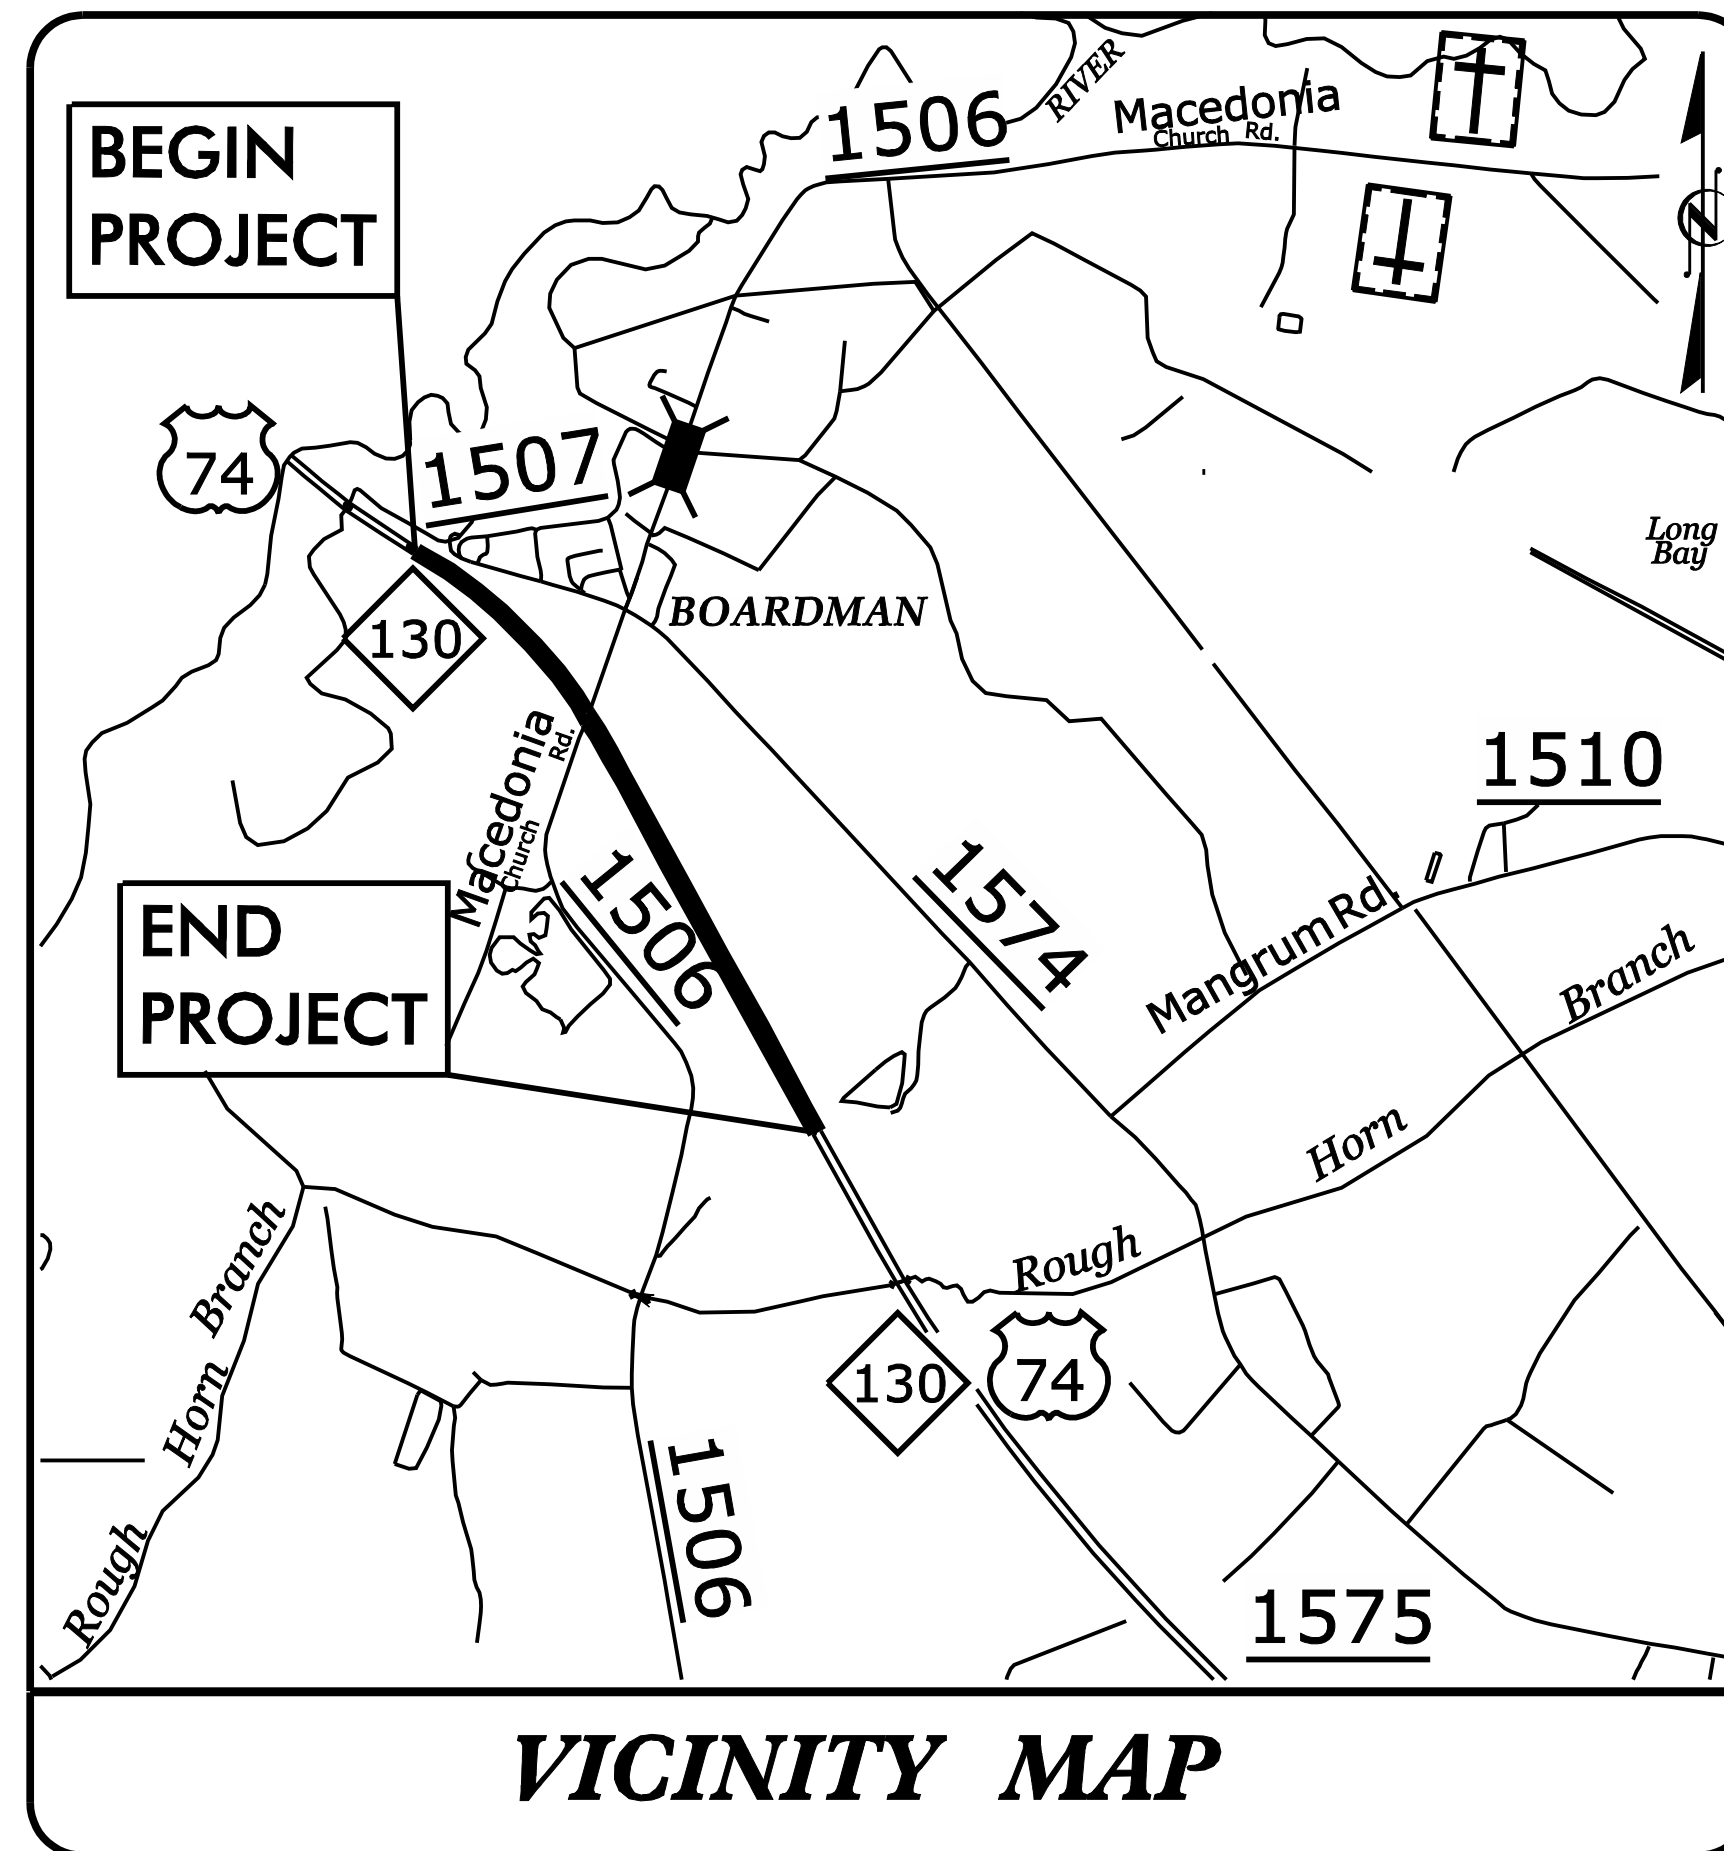 RIVER
1506
Macedonia
Church Rd.
BEGIN
PROJECT
74
1507
Long
Bay
130
BOARDMAN
Macedonia
Church Rd.
1510
1506
1574
Mangrum Rd.
END
PROJECT
Branch
Horn
Rough
Branch
Horn
Rough
130
74
1506
1575
N
VICINITY MAP